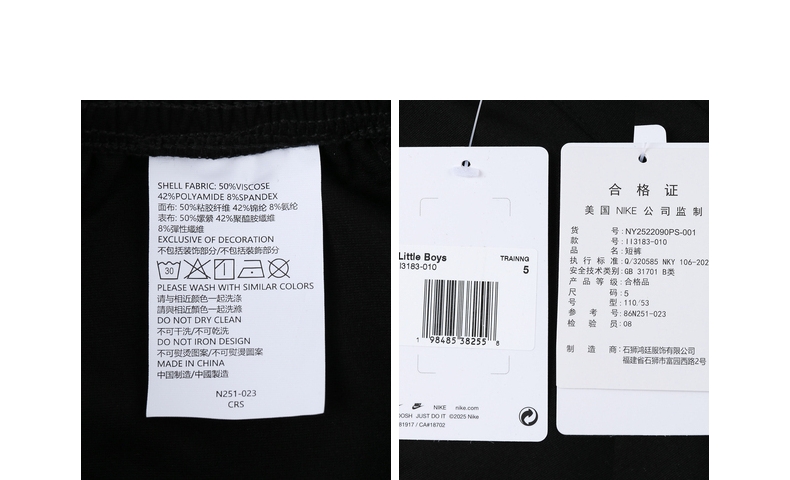 SHELL FABRIC: 50%VISCOSE
42%POLYAMIDE 8%SPANDEX
面布: 50%粘胶纤维 42%锦纶 8%氨纶
表布: 50%嫘縈 42%聚醯胺纖維
8%彈性纖維
EXCLUSIVE OF DECORATION
不包括装饰部分/不包括裝飾部分
30
PLEASE WASH WITH SIMILAR COLORS
请与相近颜色一起洗涤
請與相近顏色一起洗滌
DO NOT DRY CLEAN
不可干洗/不可乾洗
DO NOT IRON DESIGN
不可熨烫图案/不可熨燙圖案
MADE IN CHINA
中国制造/中國製造
N251-023
CRS
Little Boys
TRAINNG
5
I3183-010
1 98485 38255 8
NIKE nike.com
OOSH JUST DO IT ©2025 Nike
81917 / CA#18702
合格证
美国 NIKE 公司监制
货号: NY2522090PS-001
款号: II3183-010
品名: 短裤
执行标准: Q/320585 NKY 106-202
安全技术类别: GB 31701 B类
产品等级: 合格品
尺码: 5
号型: 110/53
参考号: 86N251-023
检验员: 08
制造商: 石狮鸿廷服饰有限公司
福建省石狮市富园西路2号